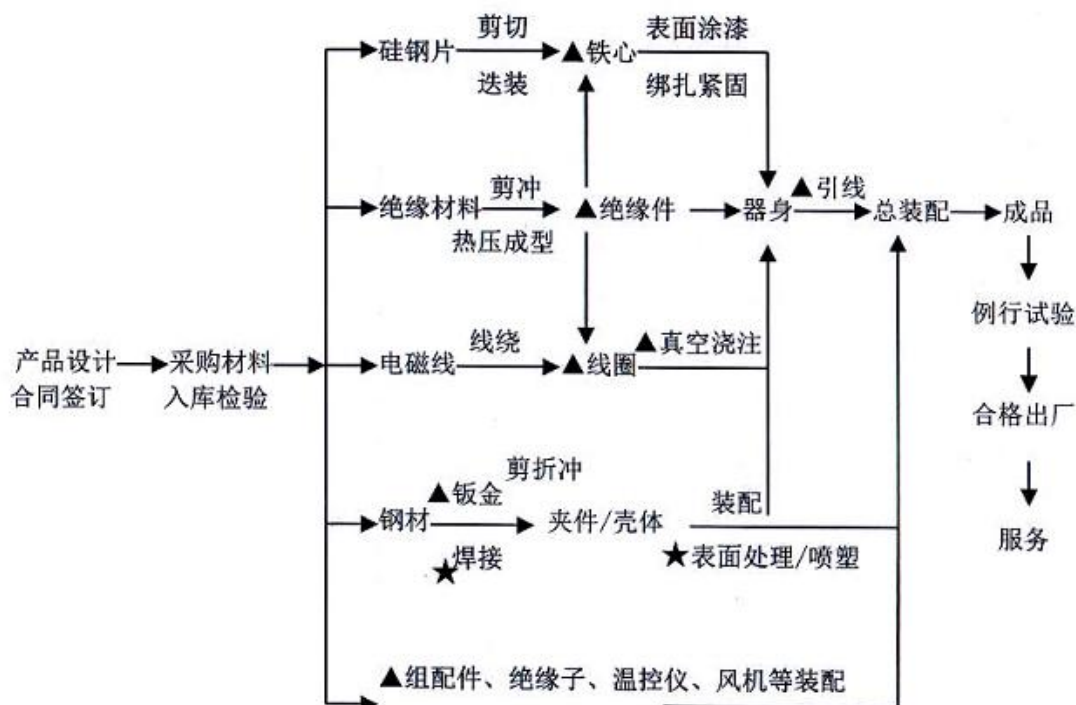 剪切
表面涂漆
硅钢片
▲铁心
迭装
绑扎紧固
剪冲
▲引线
绝缘材料
▲绝缘件
器身
总装配
成品
热压成型
例行试验
线绕
▲真空浇注
产品设计
采购材料
电磁线
▲线圈
合同签订
入库检验
合格出厂
剪折冲
▲钣金
装配
钢材
夹件/壳体
服务
★焊接
★表面处理/喷塑
▲组配件、绝缘子、温控仪、风机等装配